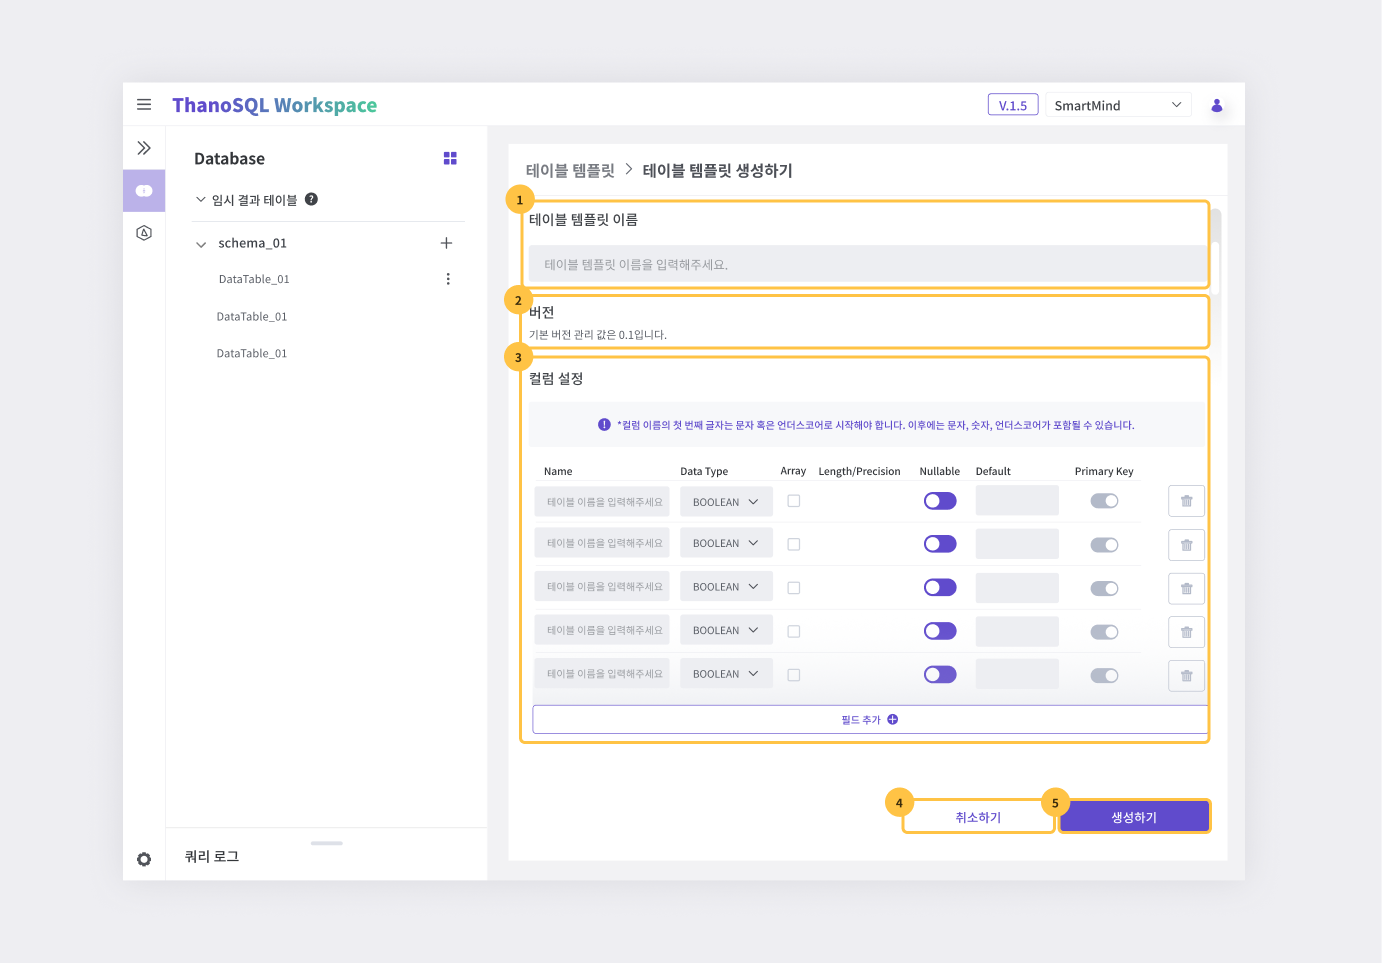 ThanoSQL Workspace
V.1.5
SmartMind
Database
임시 결과 테이블 ?
schema_01
DataTable_01
DataTable_01
DataTable_01
쿼리 로그
테이블 템플릿 > 테이블 템플릿 생성하기
1
테이블 템플릿 이름
테이블 템플릿 이름을 입력해주세요.
2
버전
기본 버전 관리 값은 0.1입니다.
3
컬럼 설정
! *컬럼 이름의 첫 번째 글자는 문자 혹은 언더스코어로 시작해야 합니다. 이후에는 문자, 숫자, 언더스코어가 포함될 수 있습니다.
Name Data Type Array Length/Precision Nullable Default Primary Key
테이블 이름을 입력해주세요 BOOLEAN
테이블 이름을 입력해주세요 BOOLEAN
테이블 이름을 입력해주세요 BOOLEAN
테이블 이름을 입력해주세요 BOOLEAN
테이블 이름을 입력해주세요 BOOLEAN
필드 추가
4
취소하기
5
생성하기